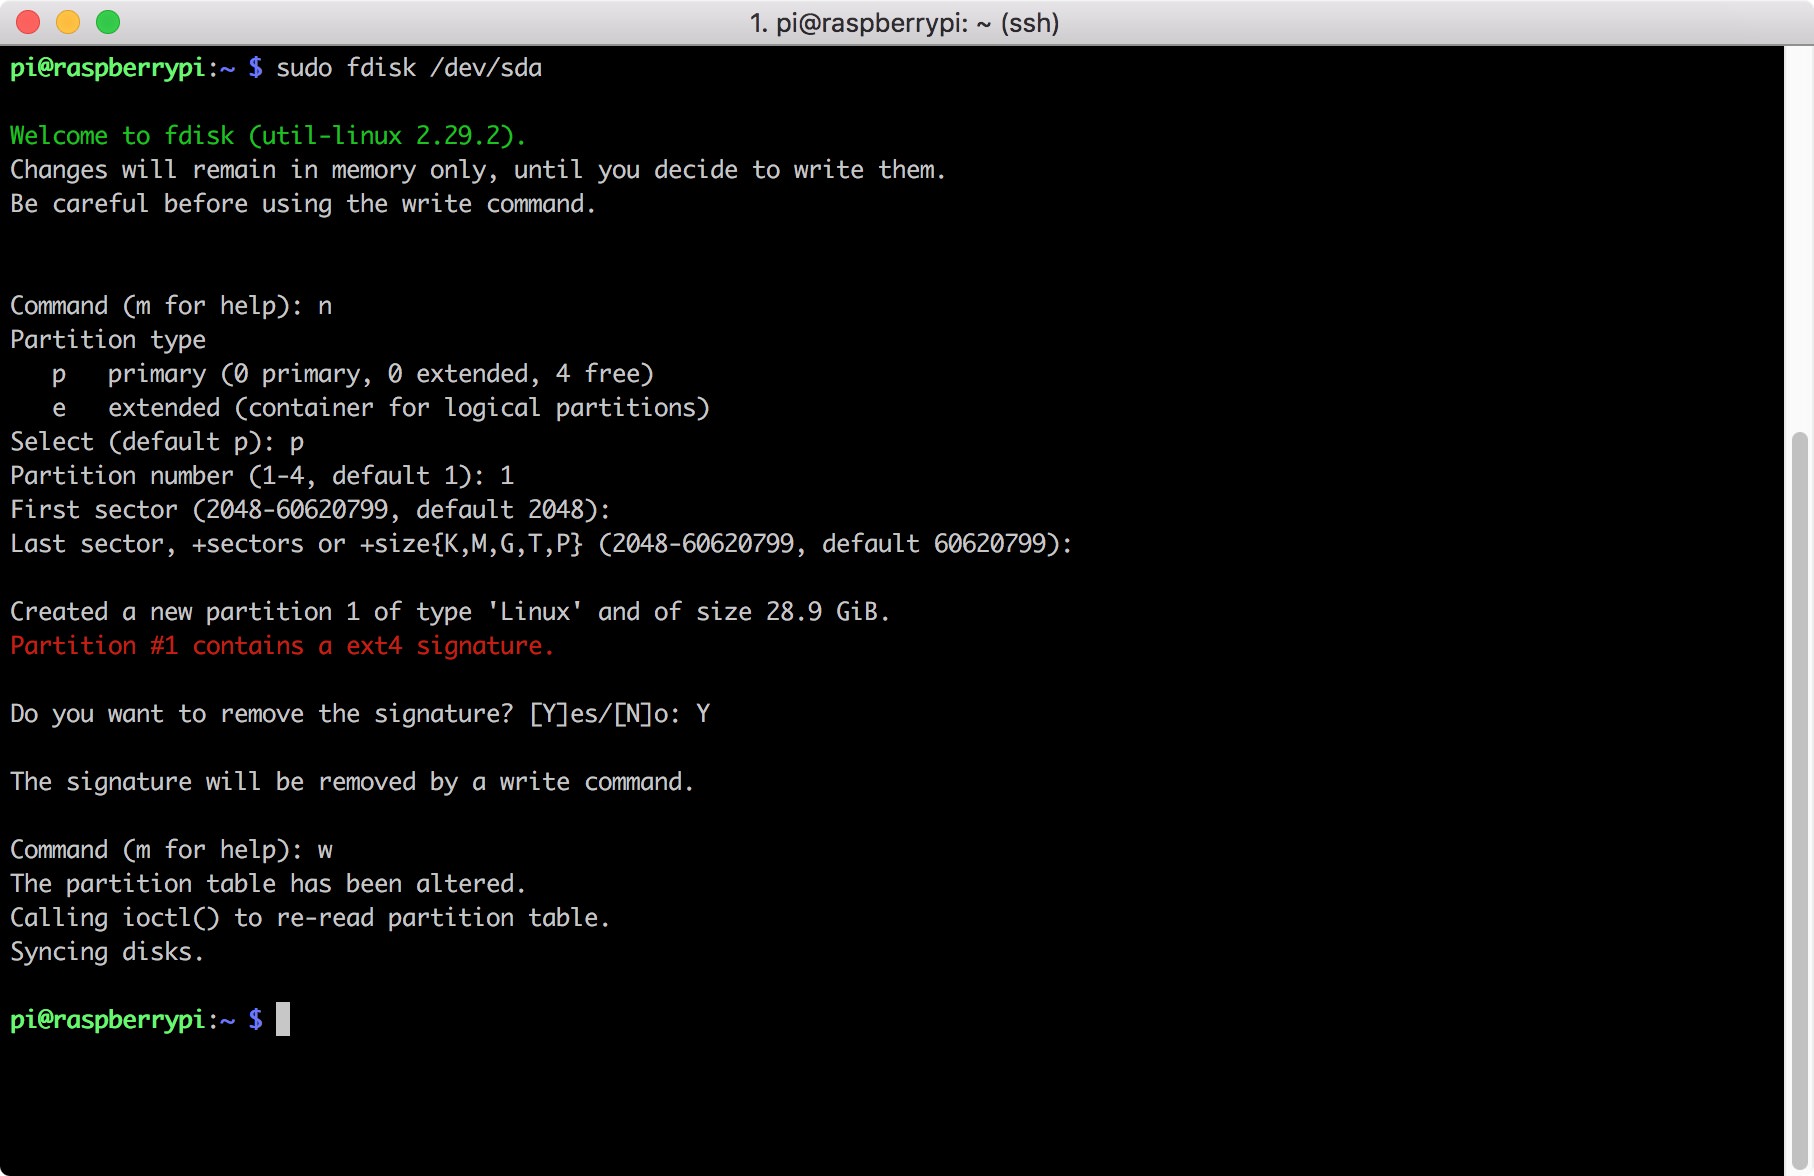 1. pi@raspberrypi: ~ (ssh)
pi@raspberrypi:~ $ sudo fdisk /dev/sda
Welcome to fdisk (util-linux 2.29.2).
Changes will remain in memory only, until you decide to write them.
Be careful before using the write command.
Command (m for help): n
Partition type
   p   primary (0 primary, 0 extended, 4 free)
   e   extended (container for logical partitions)
Select (default p): p
Partition number (1-4, default 1): 1
First sector (2048-60620799, default 2048):
Last sector, +sectors or +size{K,M,G,T,P} (2048-60620799, default 60620799):
Created a new partition 1 of type 'Linux' and of size 28.9 GiB.
Partition #1 contains a ext4 signature.
Do you want to remove the signature? [Y]es/[N]o: Y
The signature will be removed by a write command.
Command (m for help): w
The partition table has been altered.
Calling ioctl() to re-read partition table.
Syncing disks.
pi@raspberrypi:~ $